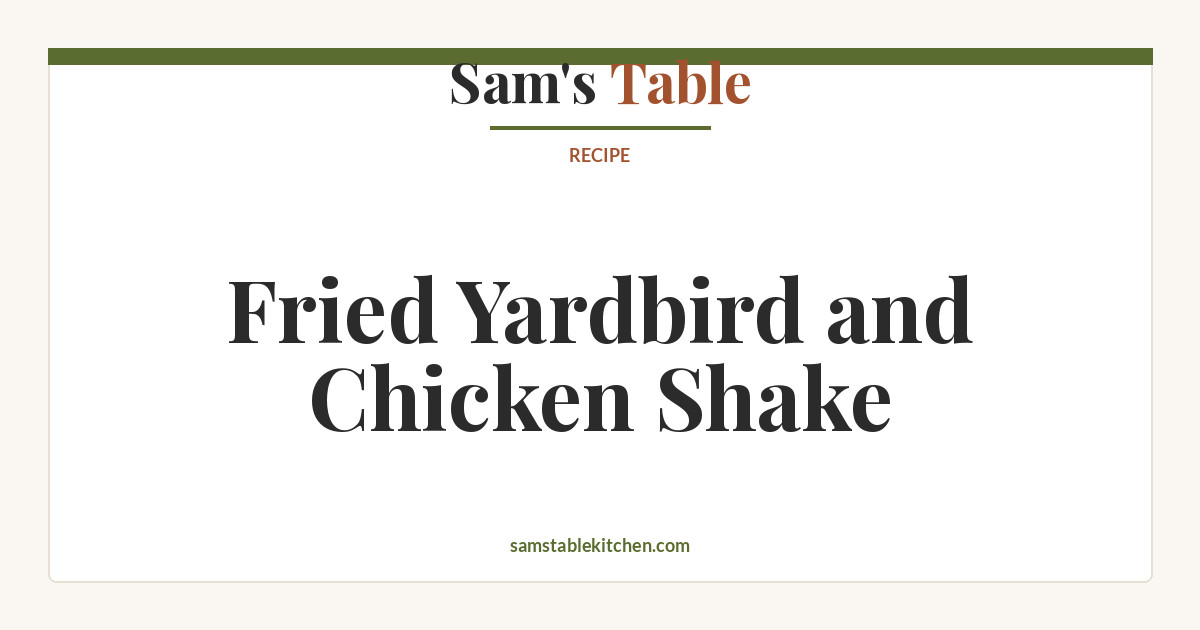 Sam's Table
RECIPE
Fried Yardbird and
Chicken Shake
samstablekitchen.com